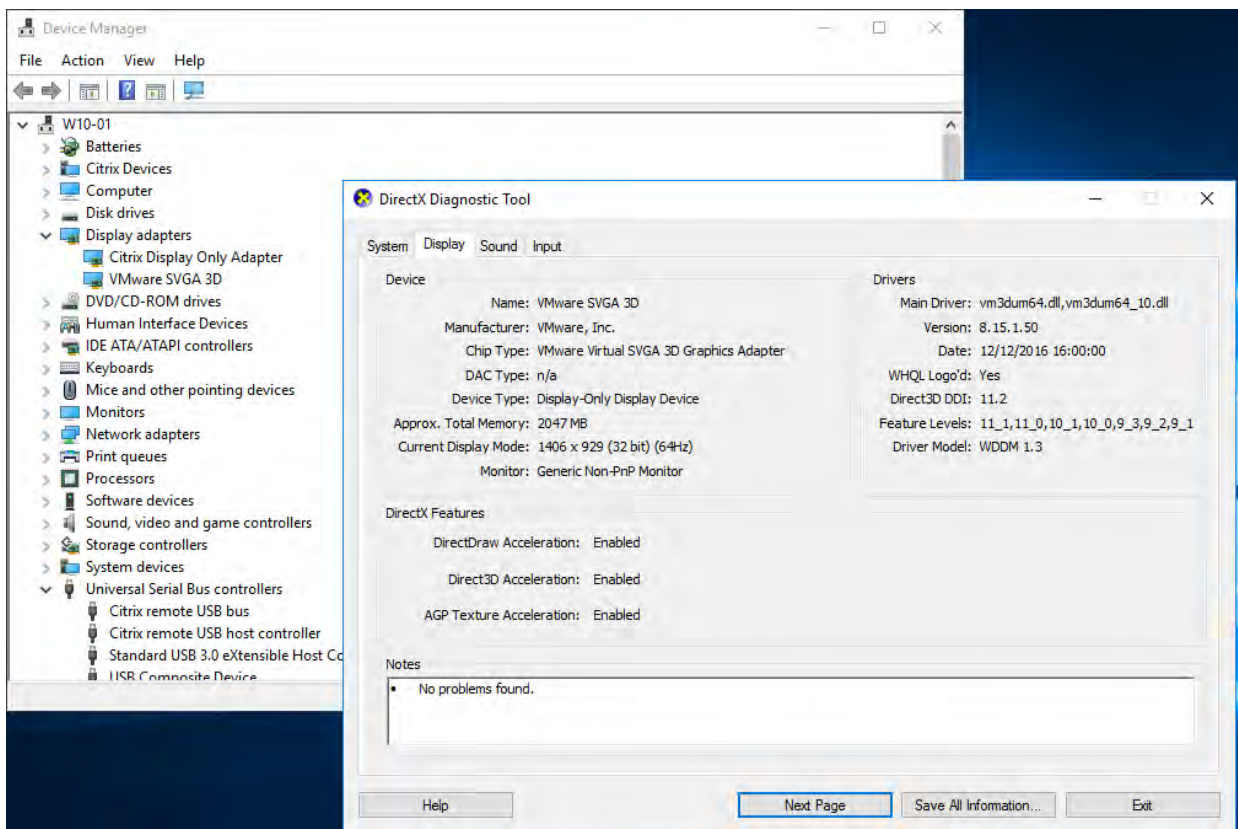 Device Manager
File Action View Help
W10-01
Batteries
Citrix Devices
Computer
Disk drives
Display adapters
Citrix Display Only Adapter
VMware SVGA 3D
DVD/CD-ROM drives
Human Interface Devices
IDE ATA/ATAPI controllers
Keyboards
Mice and other pointing devices
Monitors
Network adapters
Print queues
Processors
Software devices
Sound, video and game controllers
Storage controllers
System devices
Universal Serial Bus controllers
Citrix remote USB bus
Citrix remote USB host controller
Standard USB 3.0 eXtensible Host Co
USB Composite Device
DirectX Diagnostic Tool
System Display Sound Input
Device
Name: VMware SVGA 3D
Manufacturer: VMware, Inc.
Chip Type: VMware Virtual SVGA 3D Graphics Adapter
DAC Type: n/a
Device Type: Display-Only Display Device
Approx. Total Memory: 2047 MB
Current Display Mode: 1406 x 929 (32 bit) (64Hz)
Monitor: Generic Non-PnP Monitor
Drivers
Main Driver: vm3dum64.dll,vm3dum64_10.dll
Version: 8.15.1.50
Date: 12/12/2016 16:00:00
WHQL Logo'd: Yes
Direct3D DDI: 11.2
Feature Levels: 11_1,11_0,10_1,10_0,9_3,9_2,9_1
Driver Model: WDDM 1.3
DirectX Features
DirectDraw Acceleration: Enabled
Direct3D Acceleration: Enabled
AGP Texture Acceleration: Enabled
Notes
• No problems found.
Help Next Page Save All Information... Exit